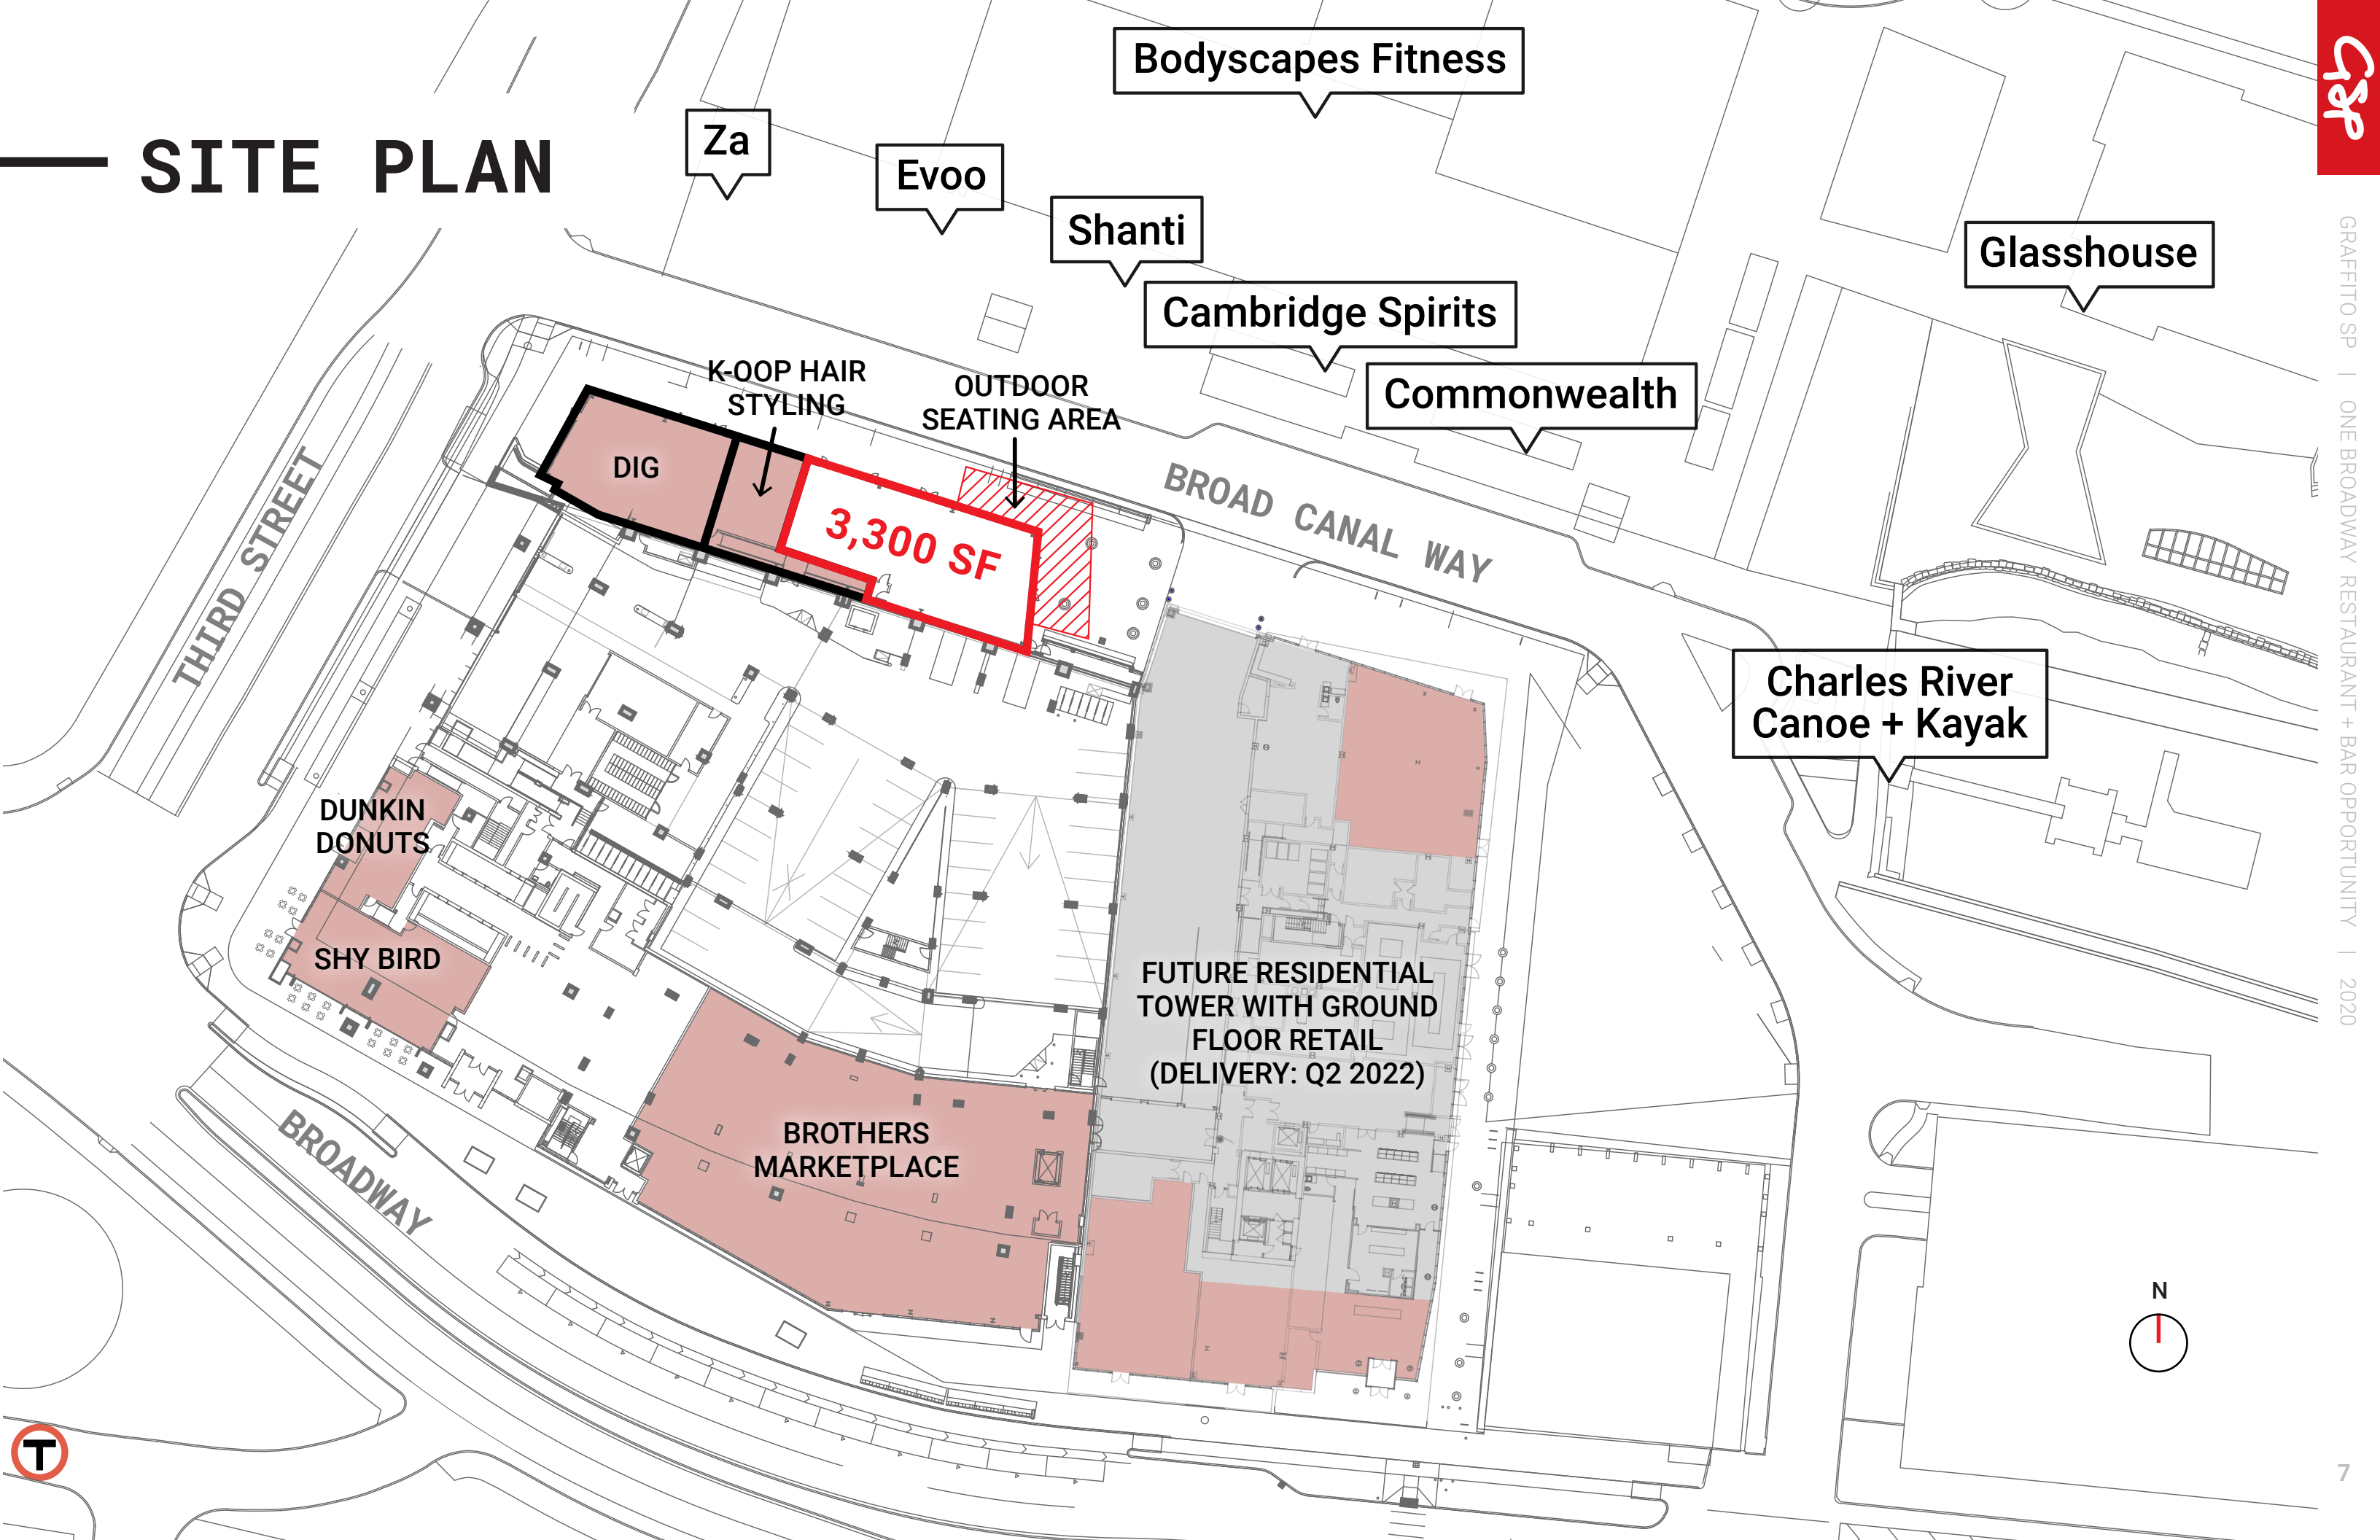 SITE PLAN
Bodyscapes Fitness
Za
Evoo
Shanti
Glasshouse
Cambridge Spirits
Commonwealth
K-OOP HAIR
STYLING
OUTDOOR
SEATING AREA
DIG
3,300 SF
BROAD CANAL WAY
THIRD STREET
Charles River
Canoe + Kayak
DUNKIN
DONUTS
SHY BIRD
FUTURE RESIDENTIAL
TOWER WITH GROUND
FLOOR RETAIL
(DELIVERY: Q2 2022)
BROTHERS
MARKETPLACE
BROADWAY
N
T
GSP
GRAFFITO SP | ONE BROADWAY RESTAURANT + BAR OPPORTUNITY | 2020
7